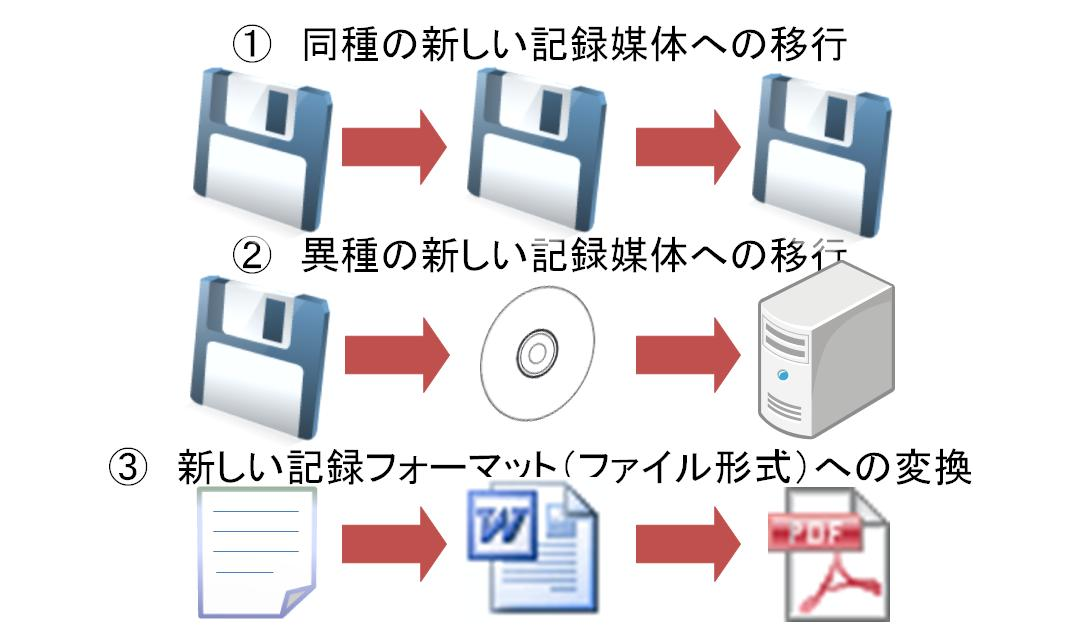 ① 同種の新しい記録媒体への移行
② 異種の新しい記録媒体への移行
③ 新しい記録フォーマット(ファイル形式)への変換
W
PDF